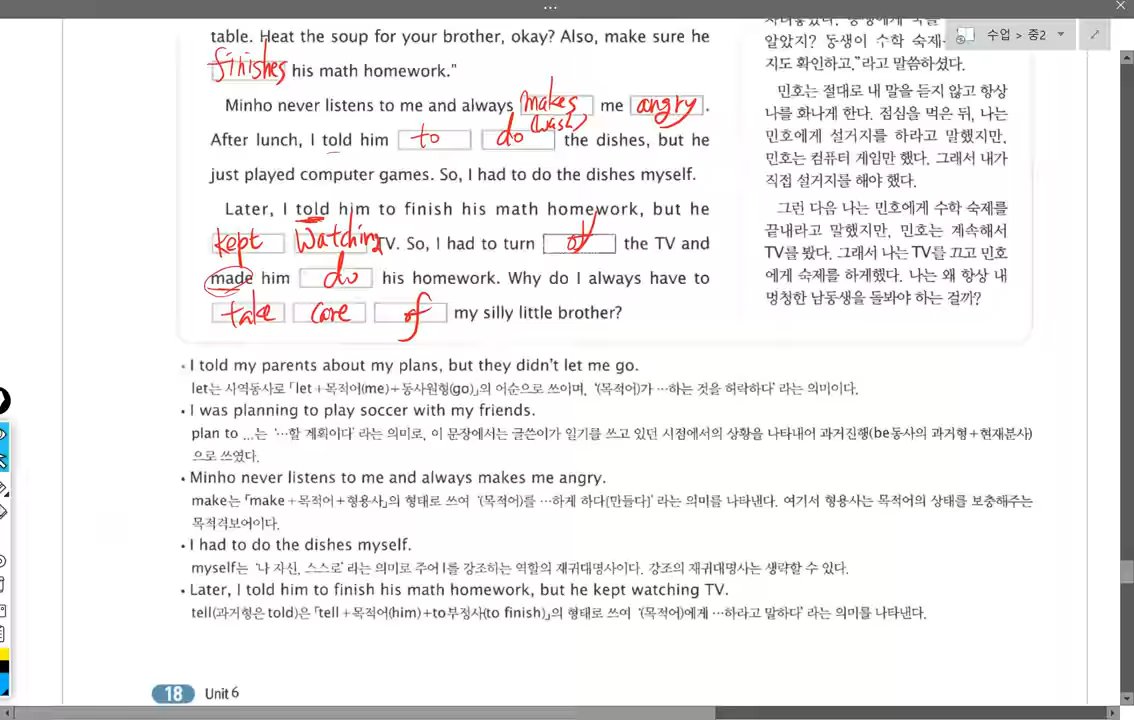 ...
table. Heat the soup for your brother, okay? Also, make sure he
finishes his math homework."
Minho never listens to me and always makes me angry.
(wash)
After lunch, I told him to do the dishes, but he
just played computer games. So, I had to do the dishes myself.
Later, I told him to finish his math homework, but he
kept watching TV. So, I had to turn the TV and
made him do his homework. Why do I always have to
take care of my silly little brother?
수업 > 중2
알았지? 동생이 수학 숙제
지도 확인하고."라고 말씀하셨다.
민호는 절대로 내 말을 듣지 않고 항상
나를 화나게 한다. 점심을 먹은 뒤, 나는
민호에게 설거지를 하라고 말했지만,
민호는 컴퓨터 게임만 했다. 그래서 내가
직접 설거지를 해야 했다.
그런 다음 나는 민호에게 수학 숙제를
끝내라고 말했지만, 민호는 계속해서
TV를 봤다. 그래서 나는 TV를 끄고 민호
에게 숙제를 하게했다. 나는 왜 항상 내
멍청한 남동생을 돌봐야 하는 걸까?
• I told my parents about my plans, but they didn't let me go.
let는 사역동사로 「let+목적어(me)+동사원형(go)」의 어순으로 쓰이며, '(목적어)가 …하는 것을 허락하다' 라는 의미이다.
• I was planning to play soccer with my friends.
plan to ...는 '…할 계획이다' 라는 의미로, 이 문장에서는 글쓴이가 일기를 쓰고 있던 시점에서의 상황을 나타내어 과거진행(be동사의 과거형+현재분사)
으로 쓰였다.
• Minho never listens to me and always makes me angry.
make는 「make+목적어+형용사」의 형태로 쓰여 '(목적어)를 …하게 하다[만들다]' 라는 의미를 나타낸다. 여기서 형용사는 목적어의 상태를 보충해주는
목적격보어이다.
• I had to do the dishes myself.
myself는 '나 자신, 스스로' 라는 의미로 주어 I를 강조하는 역할의 재귀대명사이다. 강조의 재귀대명사는 생략할 수 있다.
• Later, I told him to finish his math homework, but he kept watching TV.
tell(과거형은 told)은 「tell+목적어(him)+to부정사(to finish)」의 형태로 쓰여 '(목적어)에게 …하라고 말하다' 라는 의미를 나타낸다.
18 Unit 6